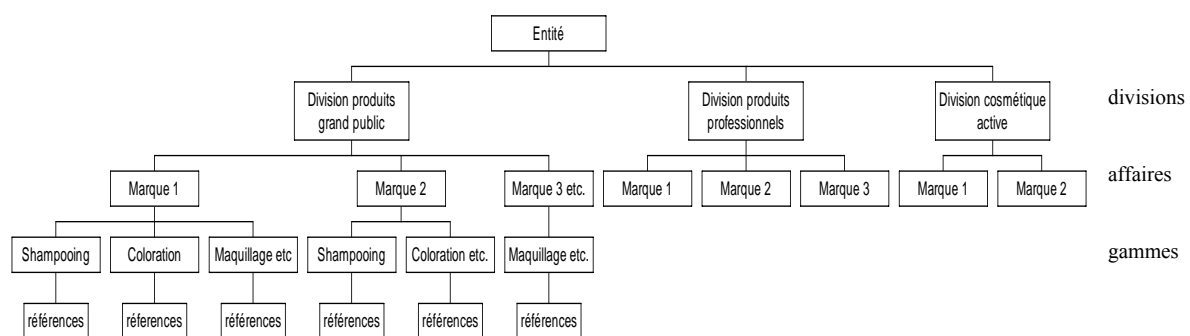 Entité
Division produits
grand public
Division produits
professionnels
Division cosmétique
active
divisions
Marque 1
Marque 2
Marque 3 etc.
Marque 1
Marque 2
Marque 3
Marque 1
Marque 2
affaires
Shampooing
Coloration
Maquillage etc
Shampooing
Coloration etc.
Maquillage etc.
gammes
références
réferences
références
références
références
références